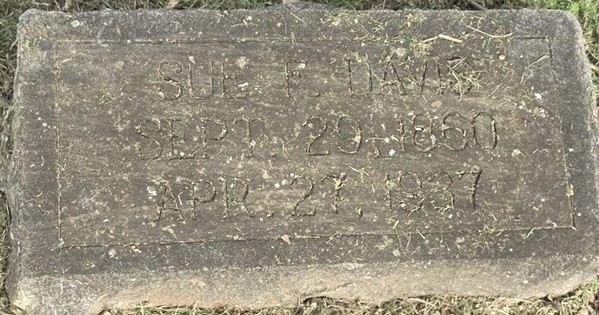 SUE F. DAVIS
SEPT. 29, 1860
APR. 27, 1937